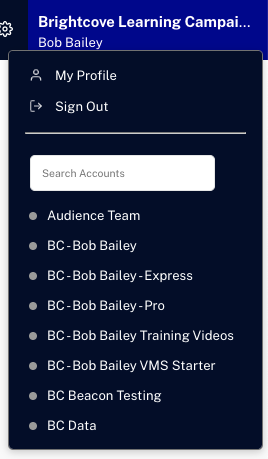 Brightcove Learning Campai...
Bob Bailey
My Profile
Sign Out
Search Accounts
Audience Team
BC - Bob Bailey
BC - Bob Bailey - Express
BC - Bob Bailey - Pro
BC - Bob Bailey Training Videos
BC - Bob Bailey VMS Starter
BC Beacon Testing
BC Data